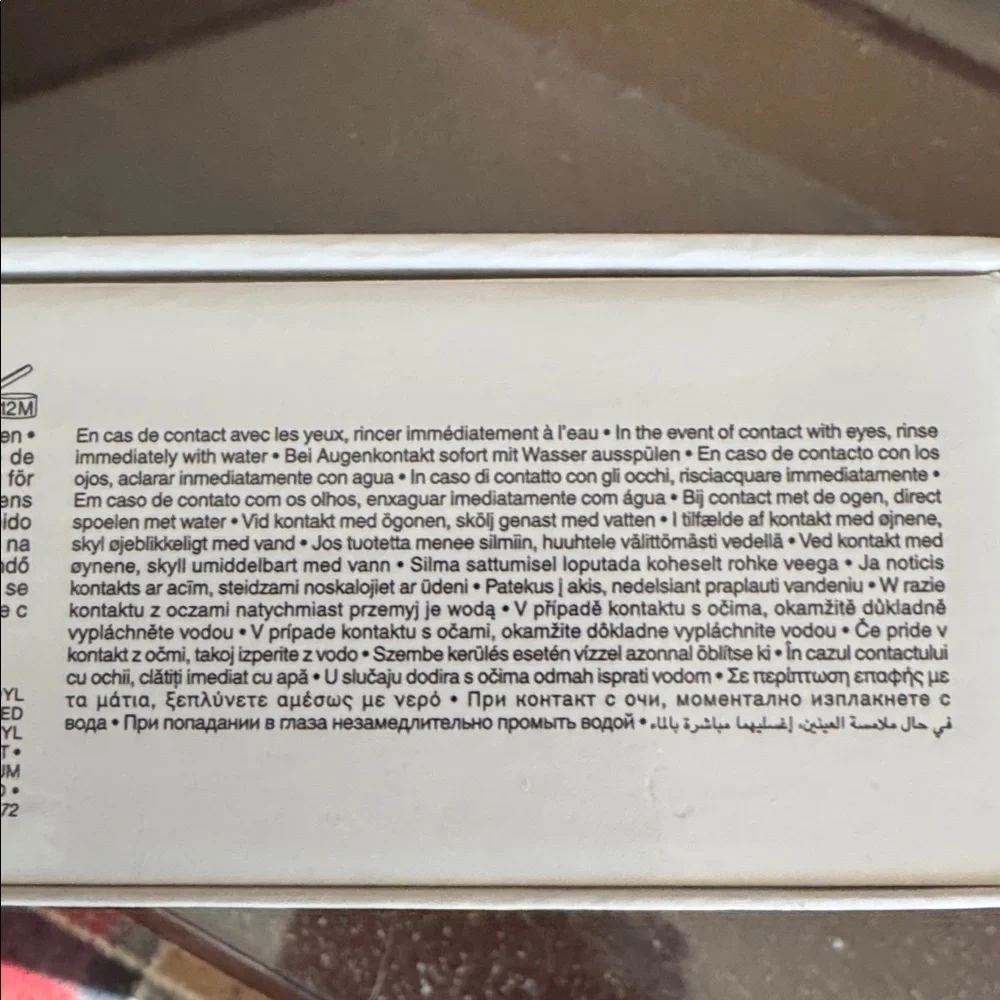 12M
en •
de
för
ens
ido
na
dő
se
e c
YL
ED
YL
T •
UM
O •
72
En cas de contact avec les yeux, rincer immédiatement à l'eau • In the event of contact with eyes, rinse
immediately with water • Bei Augenkontakt sofort mit Wasser ausspülen • En caso de contacto con los
ojos, aclarar inmediatamente con agua • In caso di contatto con gli occhi, risciacquare immediatamente •
Em caso de contato com os olhos, enxaguar imediatamente com água • Bij contact met de ogen, direct
spoelen met water • Vid kontakt med ögonen, skölj genast med vatten • I tilfælde af kontakt med øjnene,
skyl øjeblikkeligt med vand • Jos tuotetta menee silmiin, huuhtele välittömästi vedellä • Ved kontakt med
øynene, skyll umiddelbart med vann • Silma sattumisel loputada koheselt rohke veega • Ja noticis
kontakts ar acīm, steidzami noskalojiet ar ūdeni • Patekus į akis, nedelsiant praplauti vandeniu • W razie
kontaktu z oczami natychmiast przemyj je wodą • V případě kontaktu s očima, okamžitě důkladně
vypláchněte vodou • V prípade kontaktu s očami, okamžite dôkladne vypláchnite vodou • Če pride v
kontakt z očmi, takoj izperite z vodo • Szembe kerülés esetén vízzel azonnal öblítse ki • În cazul contactului
cu ochii, clătiți imediat cu apă • U slučaju dodira s očima odmah isprati vodom • Σε περίπτωση επαφής με
τα μάτια, ξεπλύνετε αμέσως με νερό • При контакт с очи, моментално изплакнете с
вода • При попадании в глаза незамедлительно промыть водой • في حال ملامسة العينين، إغسليهما مباشرة بالماء.